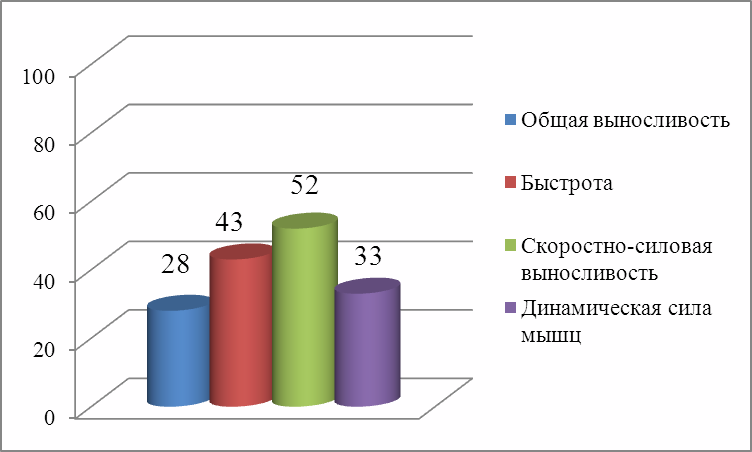 100
80
60
40
20
0
28
43
52
33
Общая выносливость
Быстрота
Скоростно-силовая
выносливость
Динамическая сила
мышц